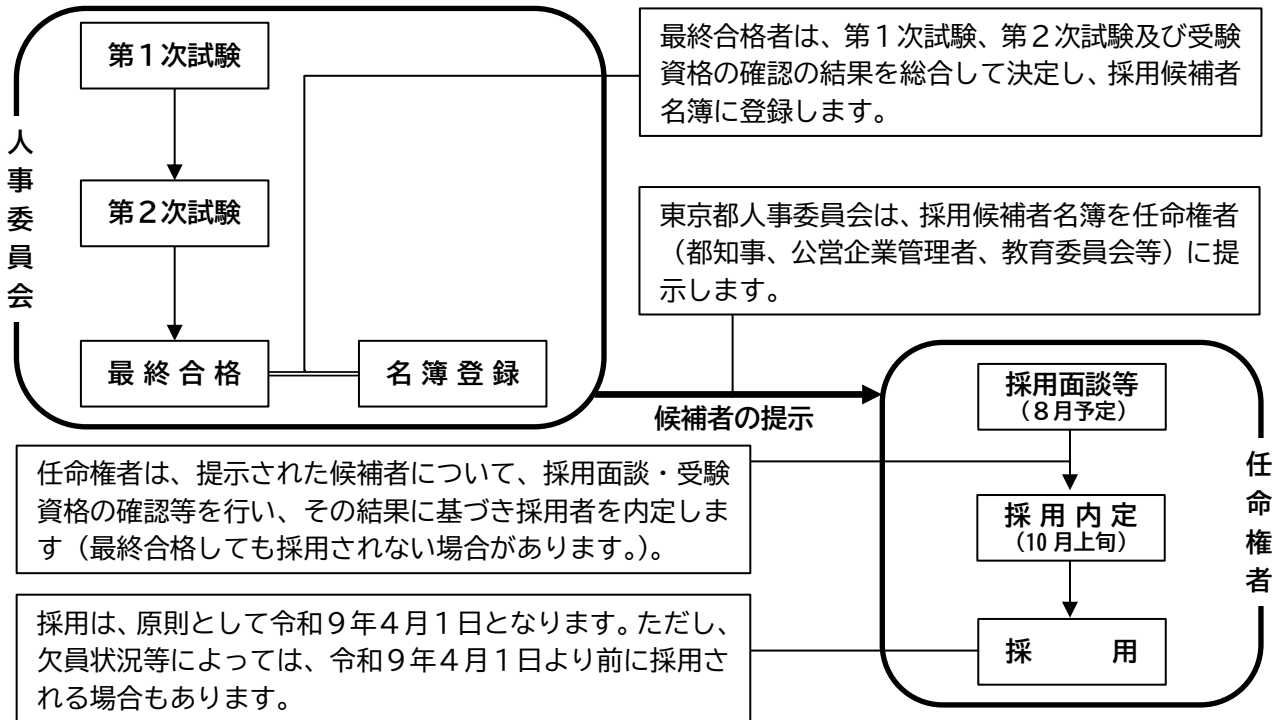 人事委員会
第１次試験
第２次試験
最終合格
名簿登録
最終合格者は、第１次試験、第２次試験及び受験
資格の確認の結果を総合して決定し、採用候補者
名簿に登録します。
東京都人事委員会は、採用候補者名簿を任命権者
（都知事、公営企業管理者、教育委員会等）に提
示します。
候補者の提示
任命権者
採用面談等
（８月予定）
採用内定
（10月上旬）
採　用
任命権者は、提示された候補者について、採用面談・受験
資格の確認等を行い、その結果に基づき採用者を内定しま
す（最終合格しても採用されない場合があります。）。
採用は、原則として令和９年４月１日となります。ただし、
欠員状況等によっては、令和９年４月１日より前に採用さ
れる場合もあります。